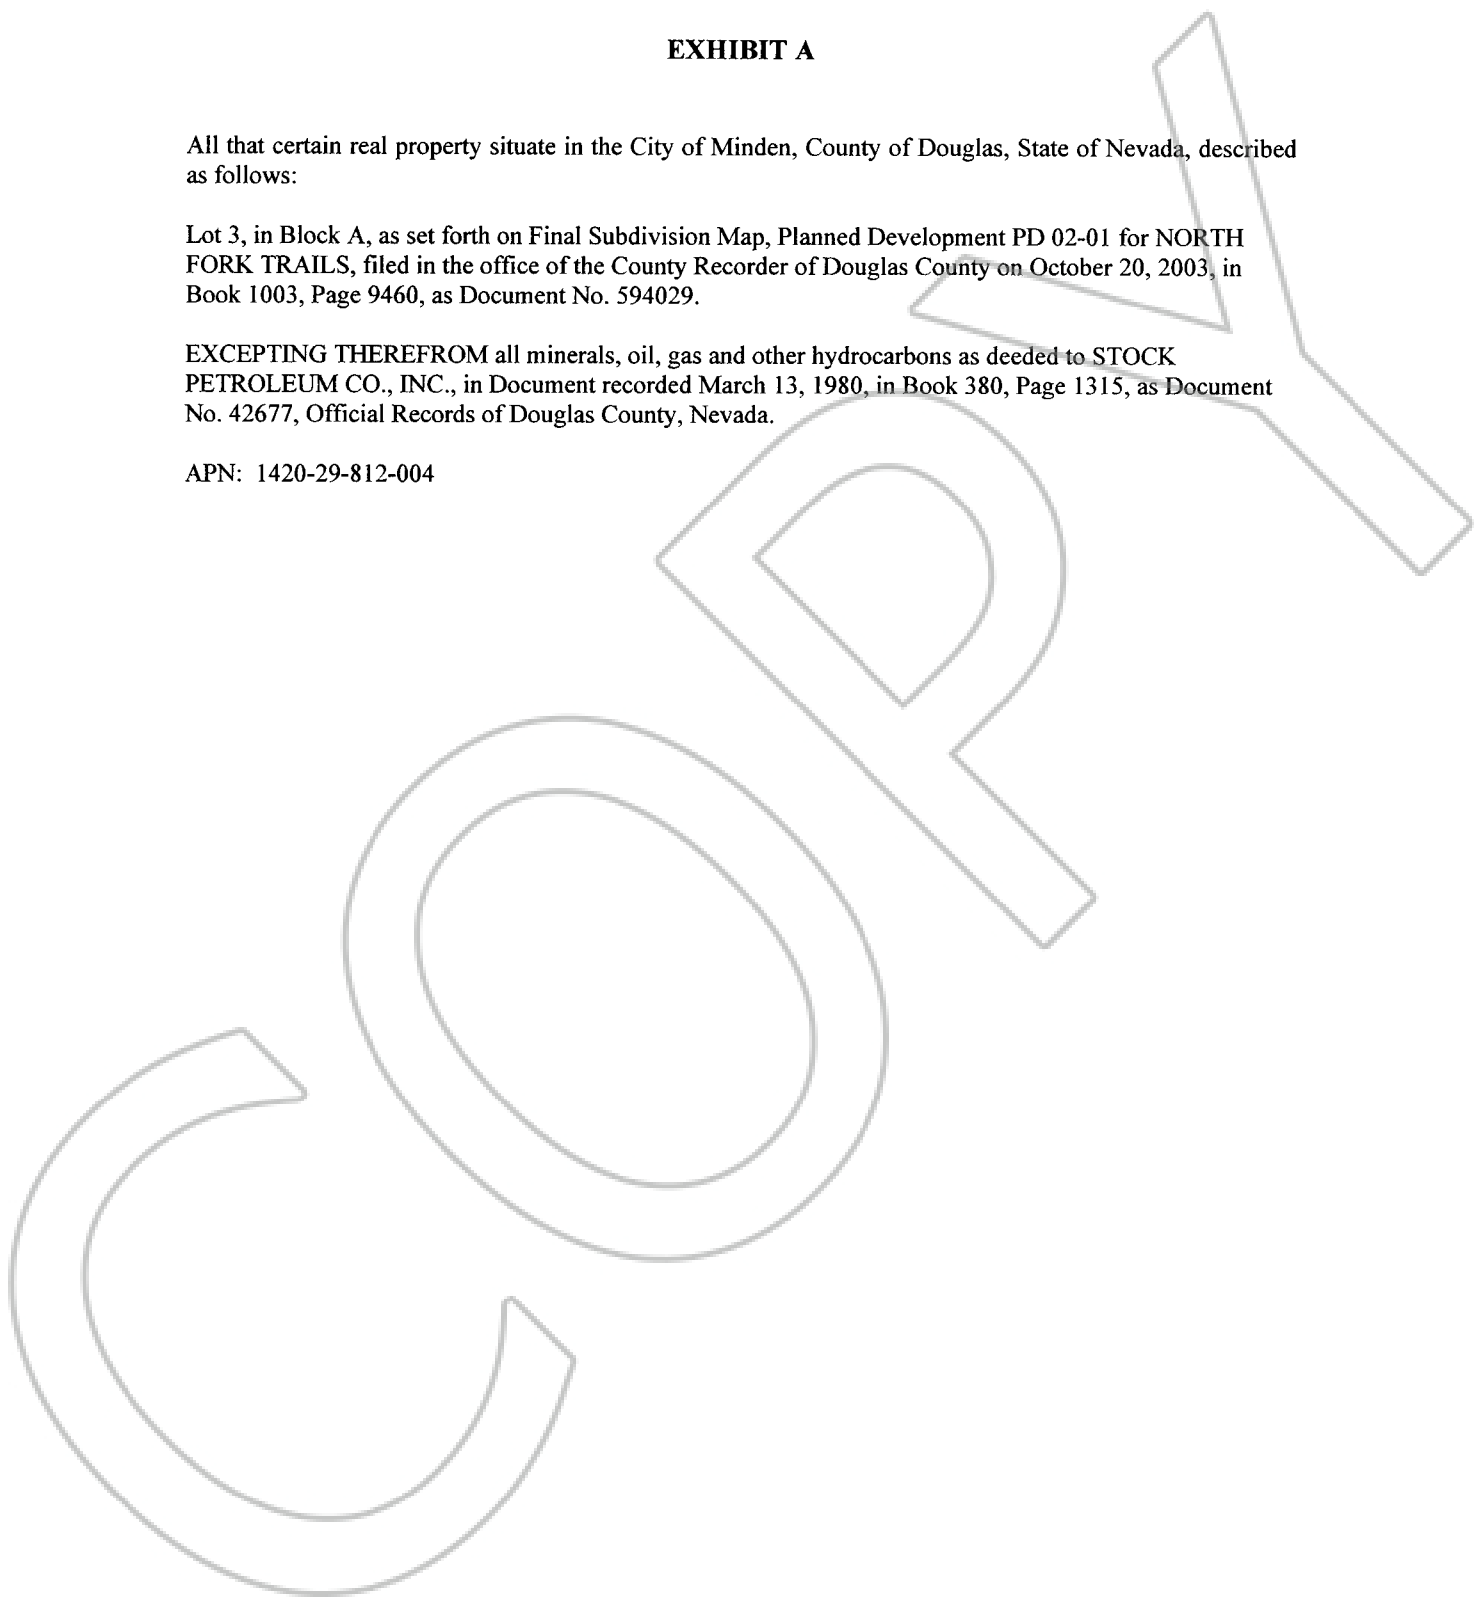 EXHIBIT A
All that certain real property situate in the City of Minden, County of Douglas, State of Nevada, described
as follows:
Lot 3, in Block A, as set forth on Final Subdivision Map, Planned Development PD 02-01 for NORTH
FORK TRAILS, filed in the office of the County Recorder of Douglas County on October 20, 2003, in
Book 1003, Page 9460, as Document No. 594029.
EXCEPTING THEREFROM all minerals, oil, gas and other hydrocarbons as deeded to STOCK
PETROLEUM CO., INC., in Document recorded March 13, 1980, in Book 380, Page 1315, as Document
No. 42677, Official Records of Douglas County, Nevada.
APN: 1420-29-812-004
COPY